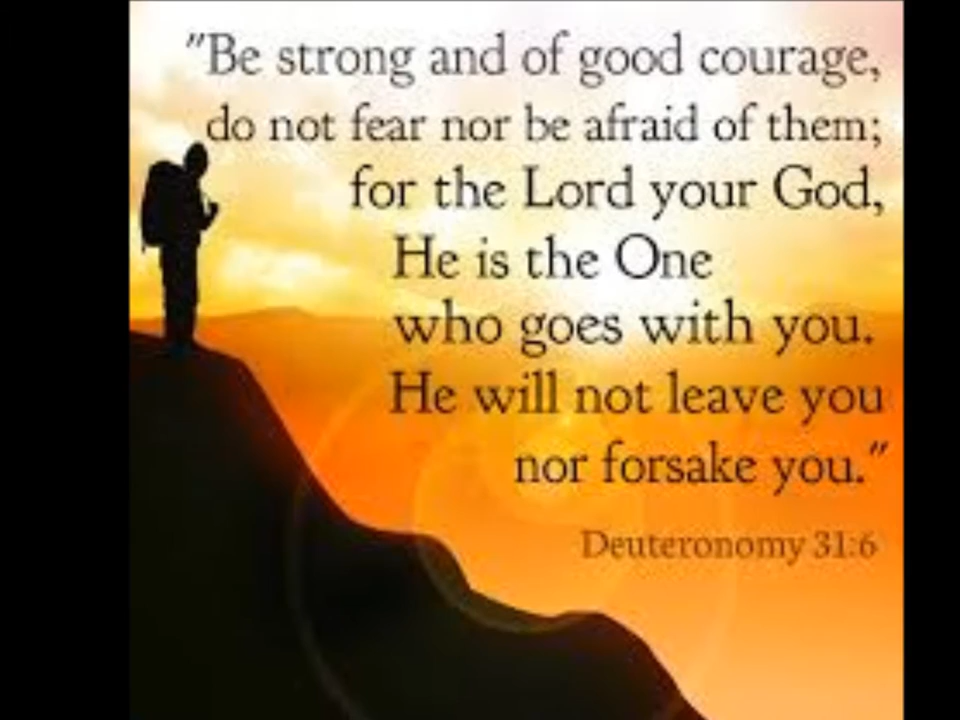 "Be strong and of good courage,
do not fear nor be afraid of them;
for the Lord your God,
He is the One
who goes with you.
He will not leave you
nor forsake you."
Deuteronomy 31:6